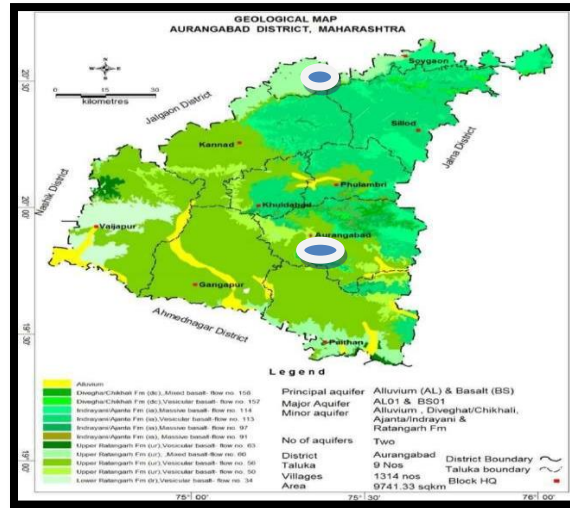 GEOLOGICAL MAP
AURANGABAD DISTRICT, MAHARASHTRA
N
15
0
15
30
kilometres
20°30'
20°00'
19°30'
19°00'
75°00'
75°30'
76°00'
Jalgaon District
Nashik District
Jalna District
Ahmednagar District
Soygaon
Sillod
Kannad
Phulambri
Khuldabad
Aurangabad
Vaijapur
Gangapur
Paithan
Legend
Alluvium
Diveghat/Chikhali Fm (dc),,Mixed basalt- flow no. 158
Diveghat/Chikhali Fm (dc),Vesicular basalt- flow no. 157
Indrayani/Ajanta Fm (ia),Massive basalt- flow no. 114
Indrayani/Ajanta Fm (ia),Vesicular basalt- flow no. 113
Indrayani/Ajanta Fm (ia),Vesicular basalt- flow no. 97
Indrayani/Ajanta Fm (ia), Massive basalt- flow no. 91
Upper Ratangarh Fm (ur),Vesicular basalt- flow no. 63
Upper Ratangarh Fm (ur), ,Mixed basalt- flow no. 60
Upper Ratangarh Fm (ur),Vesicular basalt- flow no. 56
Upper Ratangarh Fm (ur),Vesicular basalt- flow no. 50
Lower Ratangarh Fm (lr),Vesicular basalt- flow no. 34
Principal aquifer Alluvium (AL) & Basalt (BS)
Major Aquifer AL01 & BS01
Minor aquifer Alluvium , Diveghat/Chikhali,
Ajanta/Indrayani &
Ratangarh Fm
No of aquifers Two
District Aurangabad
Taluka 9 Nos
Villages 1314 nos
Area 9741.33 sqkm
District Boundary
Taluka boundary
Block HQ